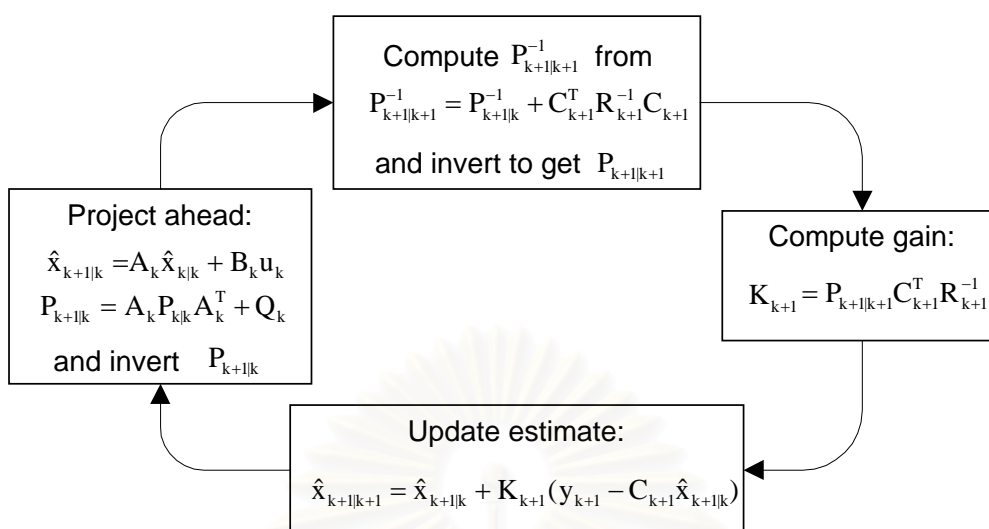 Compute P⁻¹ₖ₊₁|ₖ₊₁ from
P⁻¹ₖ₊₁|ₖ₊₁ = P⁻¹ₖ₊₁|ₖ + Cᵀₖ₊₁R⁻¹ₖ₊₁Cₖ₊₁
and invert to get Pₖ₊₁|ₖ₊₁
Project ahead:
x̂ₖ₊₁|ₖ =Aₖx̂ₖ|ₖ + Bₖuₖ
Pₖ₊₁|ₖ = AₖPₖ|ₖAᵀₖ + Qₖ
and invert Pₖ₊₁|ₖ
Compute gain:
Kₖ₊₁ = Pₖ₊₁|ₖ₊₁Cᵀₖ₊₁R⁻¹ₖ₊₁
Update estimate:
x̂ₖ₊₁|ₖ₊₁ = x̂ₖ₊₁|ₖ + Kₖ₊₁(yₖ₊₁ − Cₖ₊₁x̂ₖ₊₁|ₖ)